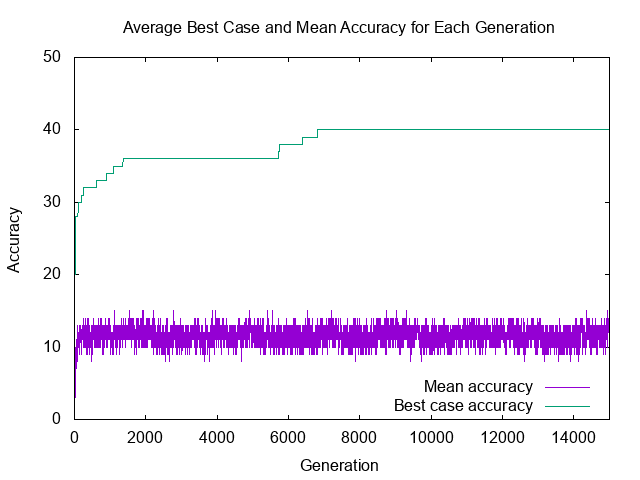 Average Best Case and Mean Accuracy for Each Generation
50
40
30
20
10
0
Accuracy
Mean accuracy
Best case accuracy
0 2000 4000 6000 8000 10000 12000 14000
Generation